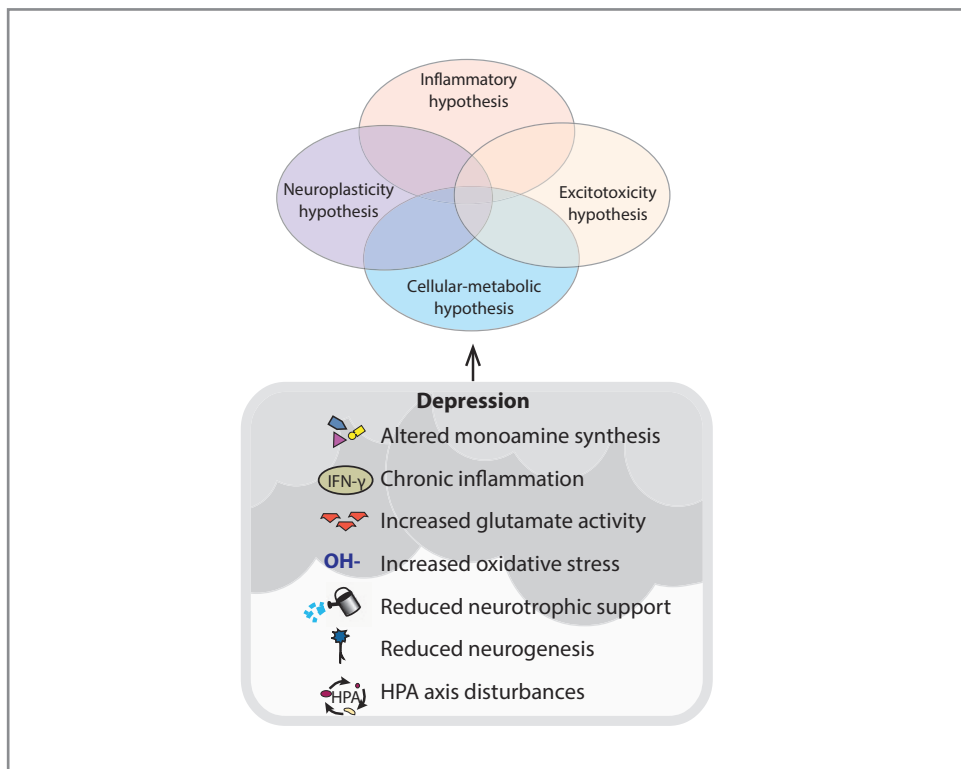 Inflammatory
hypothesis
Neuroplasticity
hypothesis
Excitotoxicity
hypothesis
Cellular-metabolic
hypothesis
Depression
Altered monoamine synthesis
IFN-γ Chronic inflammation
Increased glutamate activity
OH- Increased oxidative stress
Reduced neurotrophic support
Reduced neurogenesis
HPA HPA axis disturbances